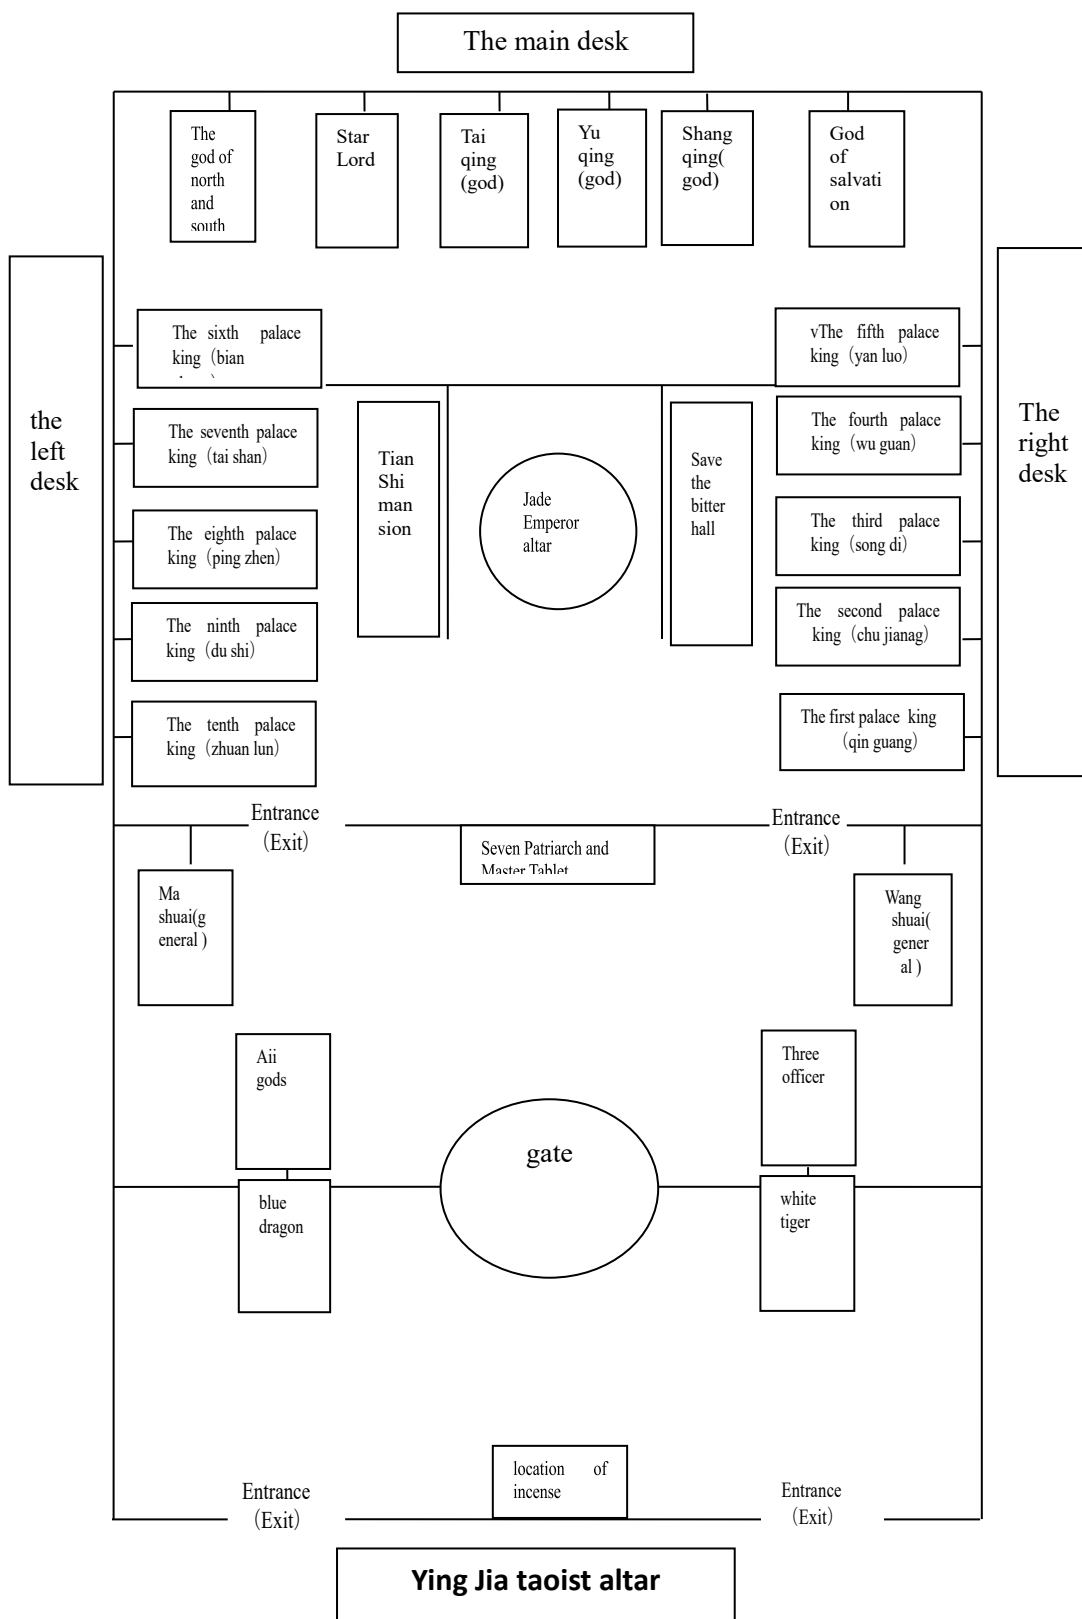 The main desk
The
god of
north
and
south
Star
Lord
Tai
qing
(god)
Yu
qing
(god)
Shang
qing(
god)
God
of
salvati
on
the
left
desk
The
right
desk
The sixth palace
king（bian
The seventh palace
king（tai shan）
The eighth palace
king（ping zhen）
The ninth palace
king（du shi）
The tenth palace
king（zhuan lun）
Tian
Shi
man
sion
Jade
Emperor
altar
Save
the
bitter
hall
vThe fifth palace
king（yan luo）
The fourth palace
king（wu guan）
The third palace
king（song di）
The second palace
king（chu jianag）
The first palace king
（qin guang）
Entrance
（Exit）
Seven Patriarch and
Master Tablet
Entrance
（Exit）
Ma
shuai(g
eneral )
Wang
shuai(
gener
al )
Aii
gods
Three
officer
gate
blue
dragon
white
tiger
location of
incense
Entrance
（Exit）
Entrance
（Exit）
Ying Jia taoist altar